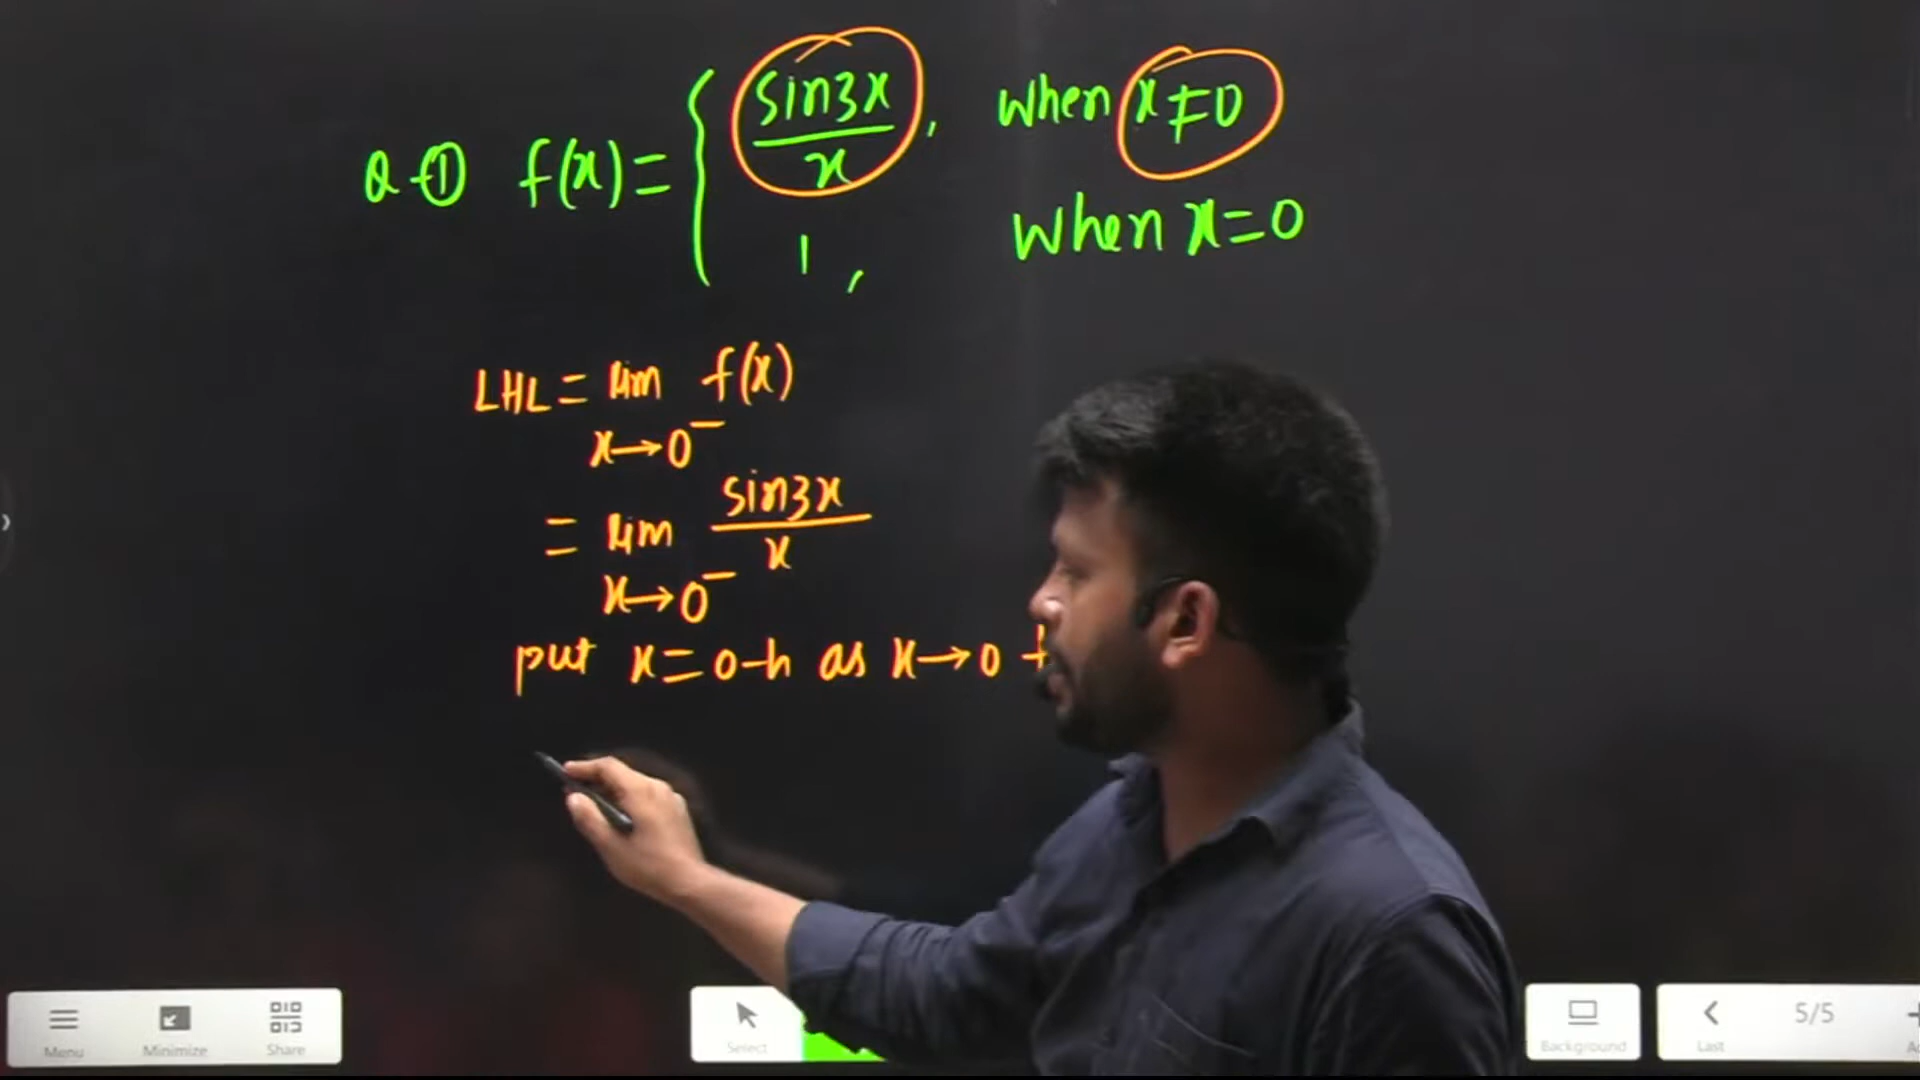 Q-① f(x)= { sin3x/x, when x≠0
1, when x=0
LHL = lim f(x)
x→0⁻
= lim sin3x/x
x→0⁻
put x=0-h as x→0
Menu Minimize Share Select Background Last 5/5